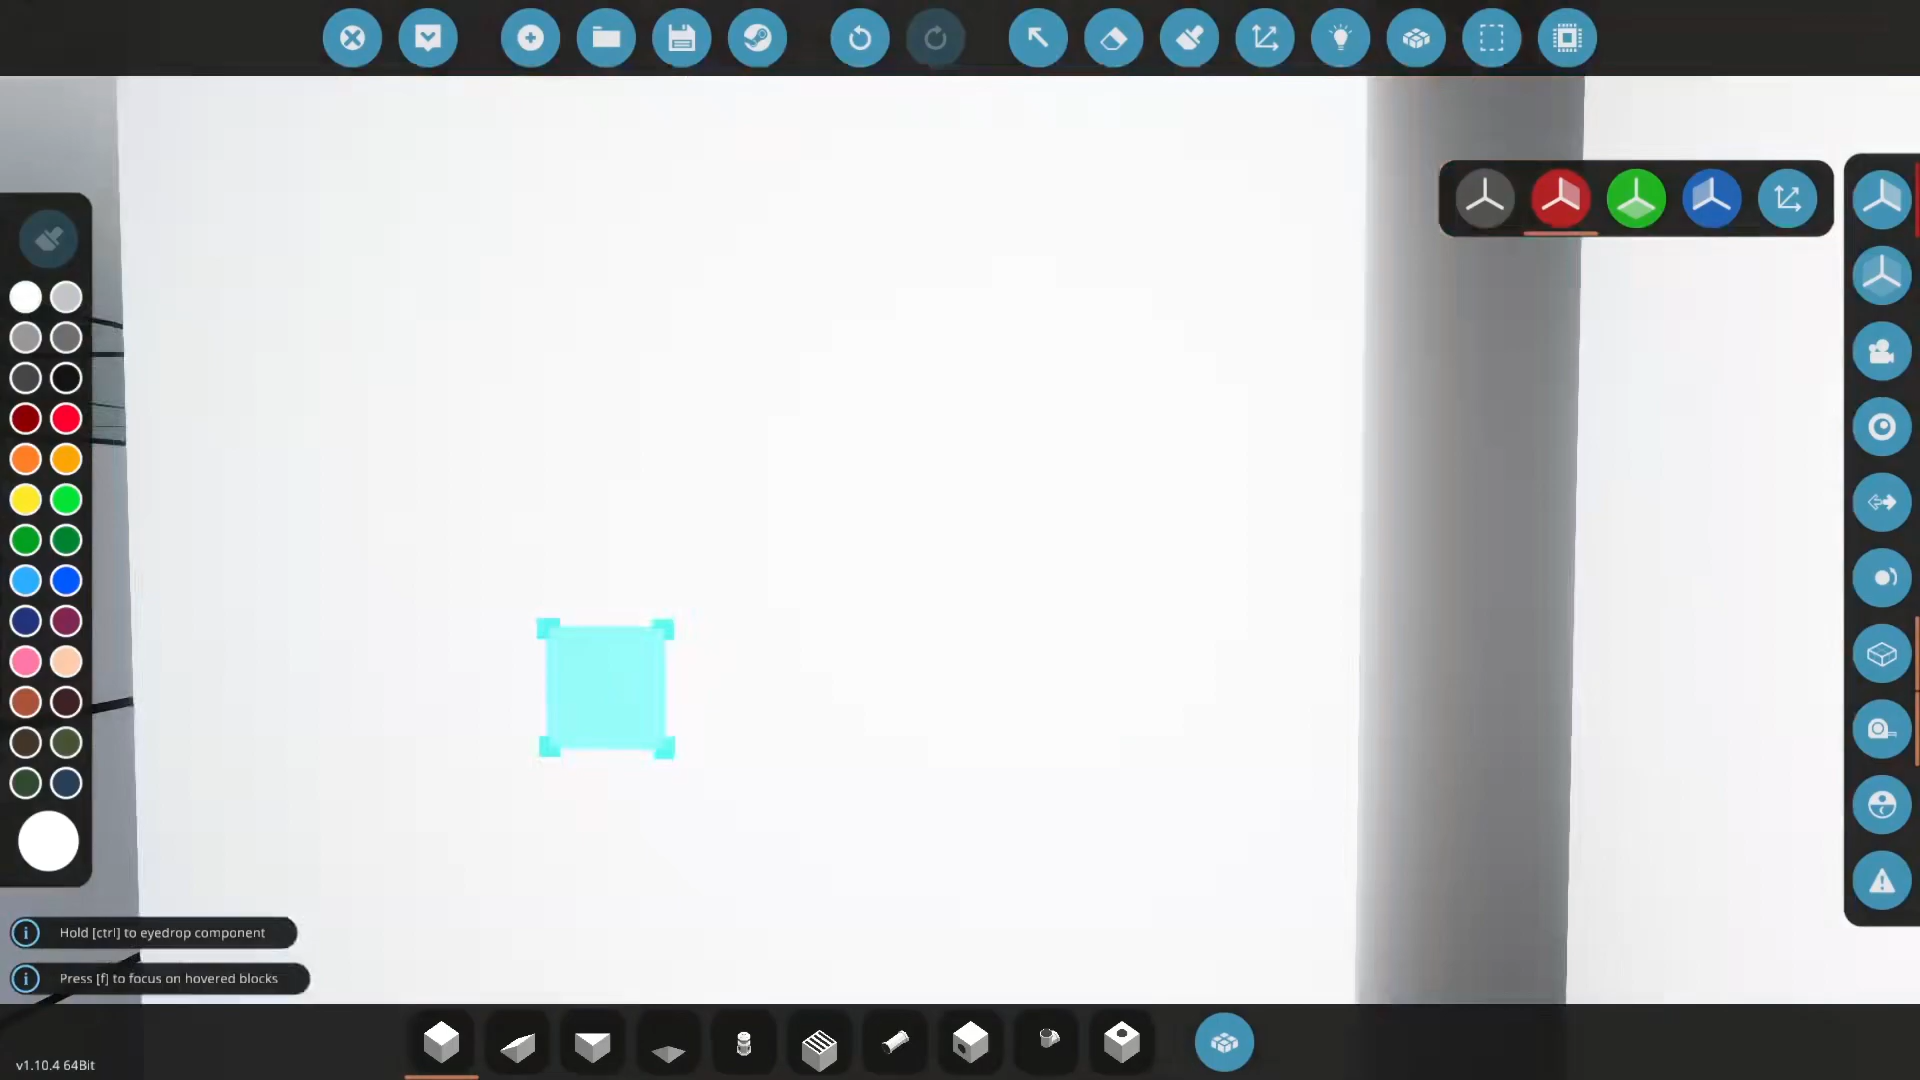 Hold [ctrl] to eyedrop component
Press [f] to focus on hovered blocks
v1.10.4 64Bit